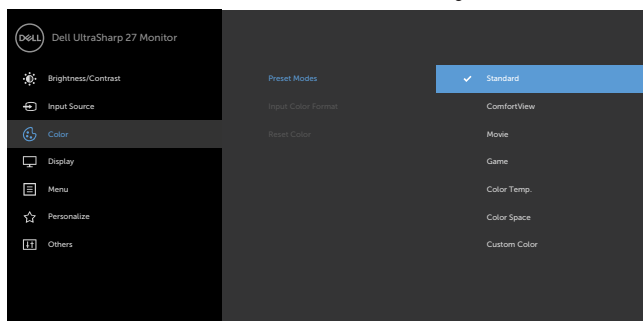 DELL Dell UltraSharp 27 Monitor
Brightness/Contrast Preset Modes Standard
Input Source Input Color Format ComfortView
Color Reset Color Movie
Display Game
Menu Color Temp.
Personalize Color Space
Others Custom Color